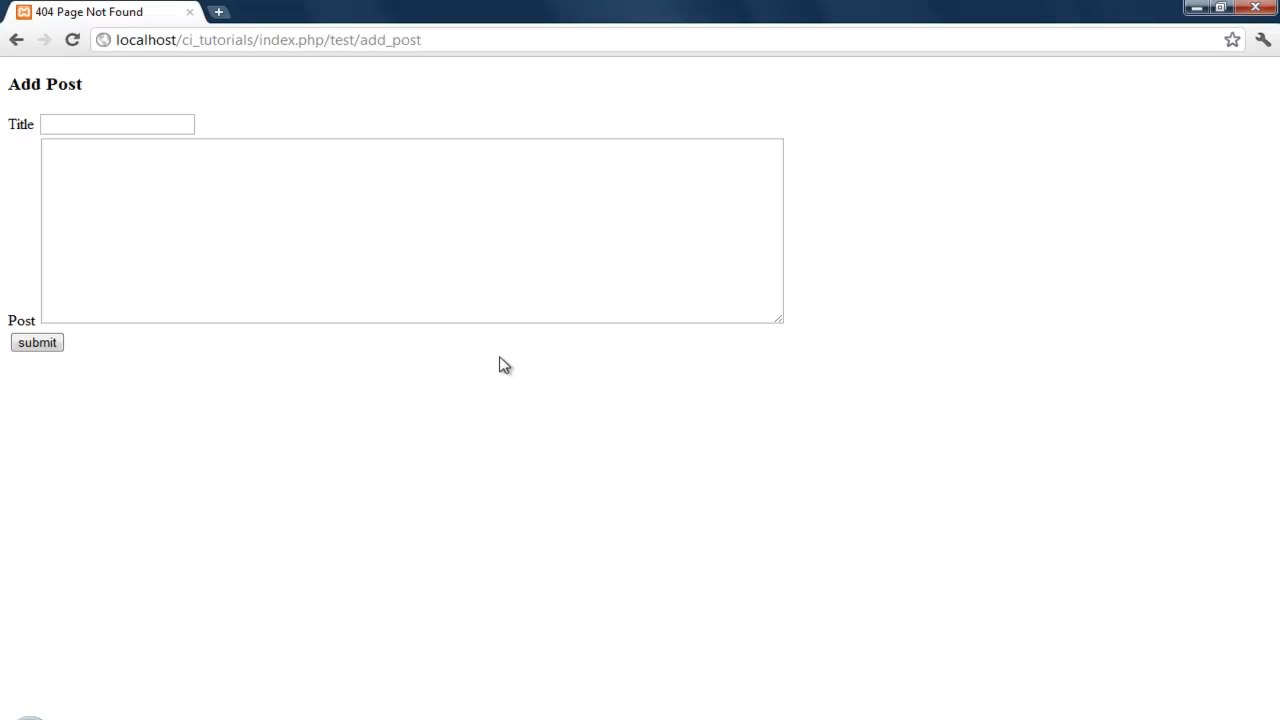 404 Page Not Found
localhost/ci_tutorials/index.php/test/add_post
Add Post
Title
Post
submit